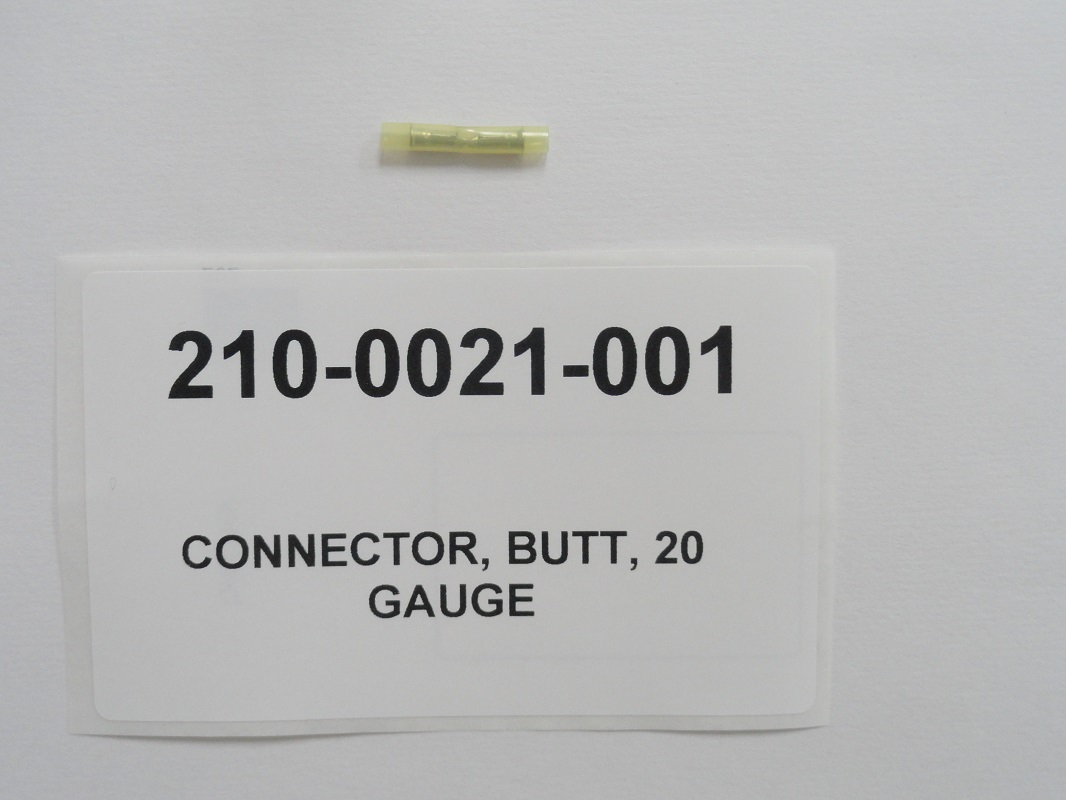 210-0021-001
CONNECTOR, BUTT, 20
GAUGE